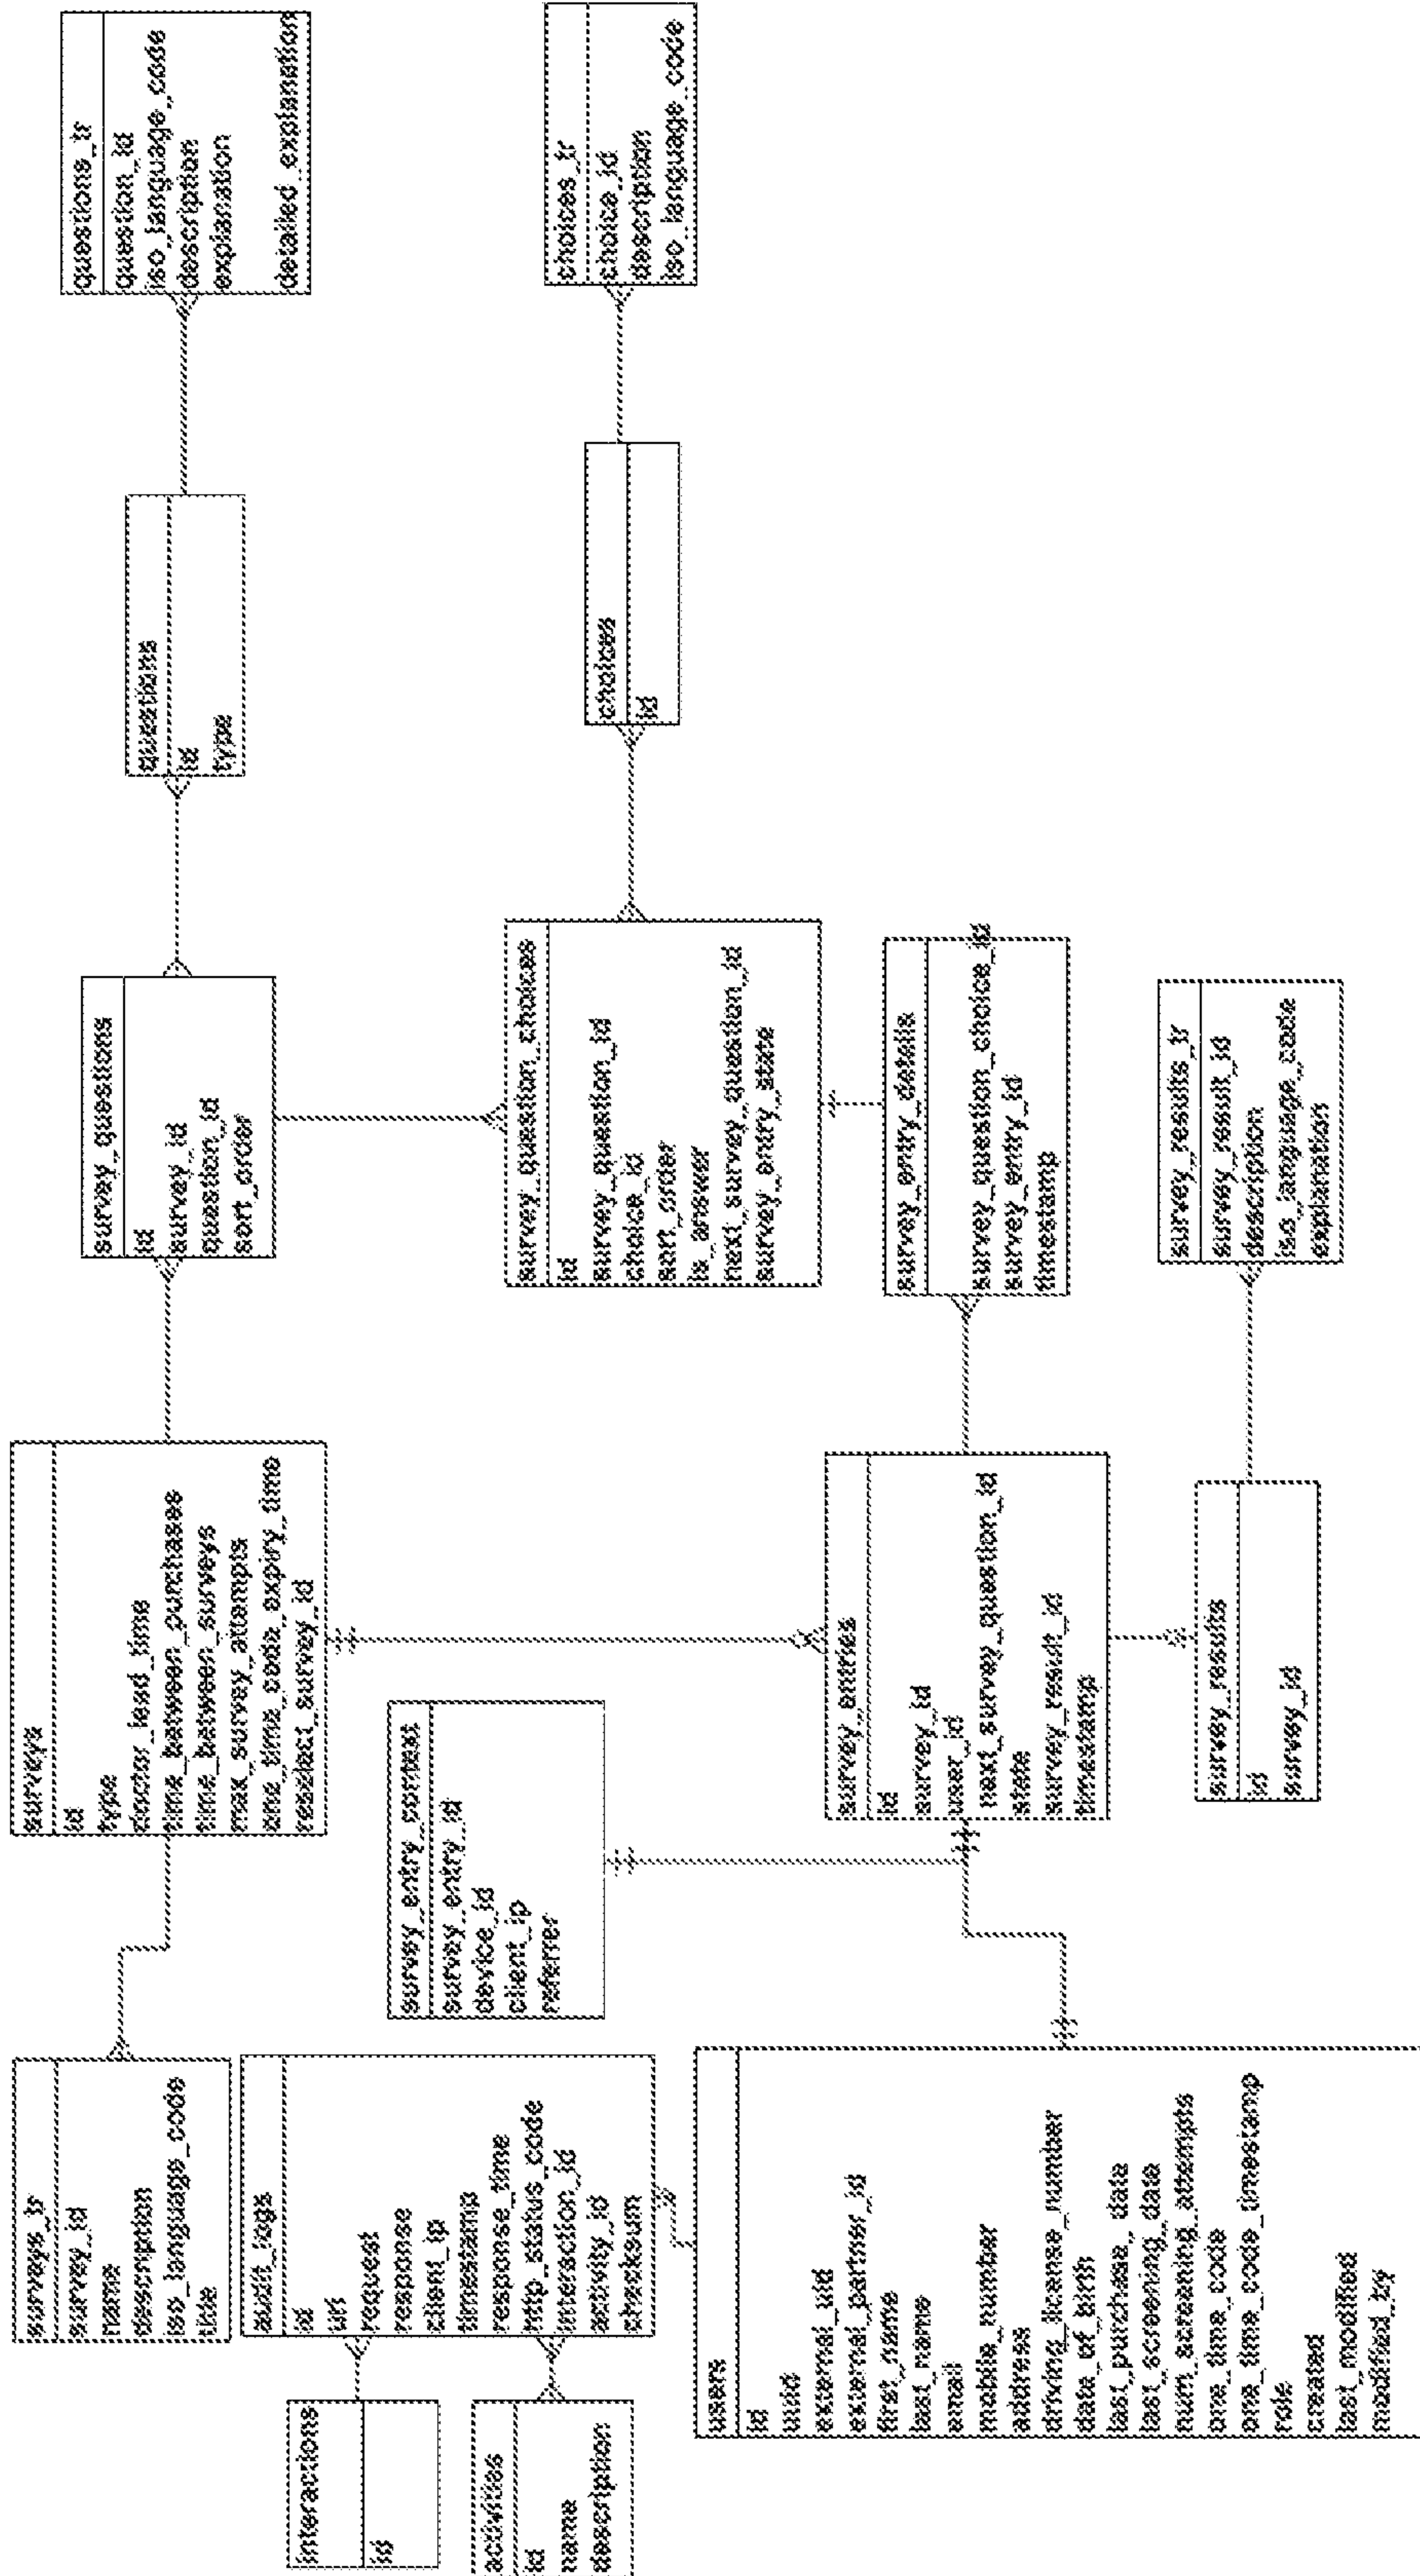 surveys_tr
survey_id
name
description
iso_language_code
title
surveys
id
type
doctor_lead_time
time_between_purchases
time_between_surveys
max_survey_attempts
one_time_code_expiry_time
reselect_survey_id
survey_questions
id
survey_id
question_id
sort_order
questions
id
type
questions_tr
question_id
iso_language_code
description
explanation
detailed_explanation
interactions
id
audit_logs
id
uri
request
response
client_ip
timestamp
response_time
http_status_code
interaction_id
activity_id
checksum
activities
id
name
description
survey_entry_context
survey_entry_id
device_id
client_ip
referrer
survey_question_choices
id
survey_question_id
choice_id
sort_order
is_answer
next_survey_question_id
survey_entry_state
choices
id
choices_tr
choice_id
description
iso_language_code
users
id
uuid
external_uid
external_partner_id
first_name
last_name
email
mobile_number
address
driving_license_number
date_of_birth
last_purchase_date
last_screening_date
num_screening_attempts
one_time_code
one_time_code_timestamp
role
created
last_modified
modified_by
survey_entries
id
survey_id
user_id
next_survey_question_id
state
survey_result_id
timestamp
survey_entry_details
survey_question_choice_id
survey_entry_id
timestamp
survey_results
id
survey_id
survey_results_tr
survey_result_id
description
iso_language_code
explanation